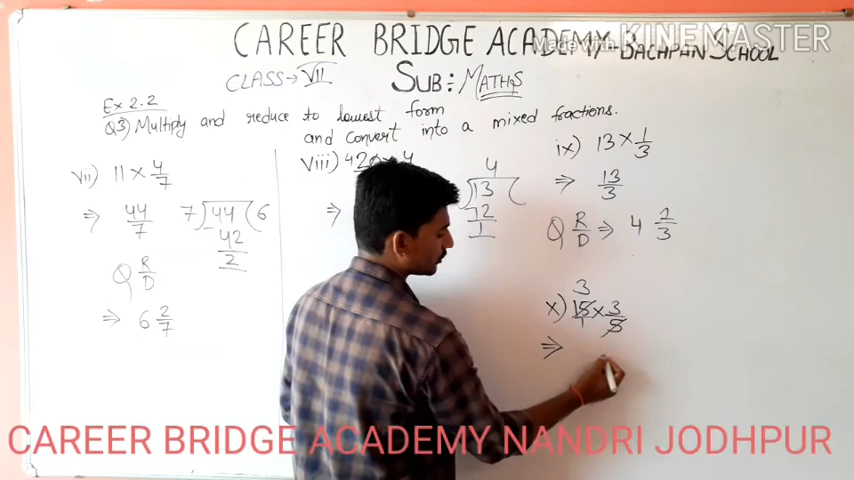 CAREER BRIDGE ACADEMY-BACHPAN SCHOOL
Made with KINEMASTER
CLASS→VII SUB:- MATHS
Ex 2.2
Q3) Multiply and reduce to lowest form
and convert into a mixed fractions.
vii) 11 × 4/7
⇒ 44/7 7)44(6
42
2
Q R/D
⇒ 6 2/7
viii)
⇒
4
)13(
12
1
ix) 13 × 1/3
⇒ 13/3
Q R/D ⇒ 4 1/3
3
x) 15/1 × 3/5
⇒
CAREER BRIDGE ACADEMY NANDRI JODHPUR